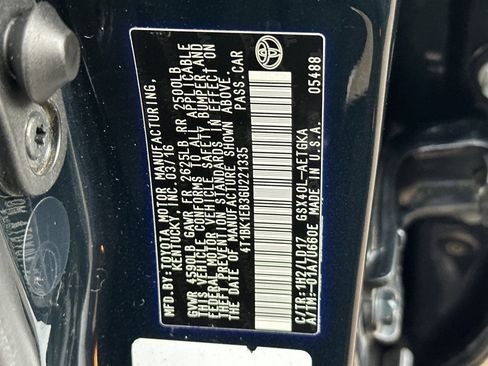 MFD BY:TOYOTA MOTOR MANUFACTURING,
KENTUCKY,INC. 03/16
GVWR 4590LB GAWR FR 2625LB RR 2500LB
THIS VEHICLE CONFORMS TO ALL APPLICABLE
FEDERAL MOTOR VEHICLE SAFETY, BUMPER, AND
THEFT PREVENTION STANDARDS IN EFFECT ON
THE DATE OF MANUFACTURE SHOWN ABOVE.
4T1BK1EB3GU221335 PASS CAR
C/TR:1H2/LD17 GSX40L-AETGKA
A/TM:-01A/U660E
05488